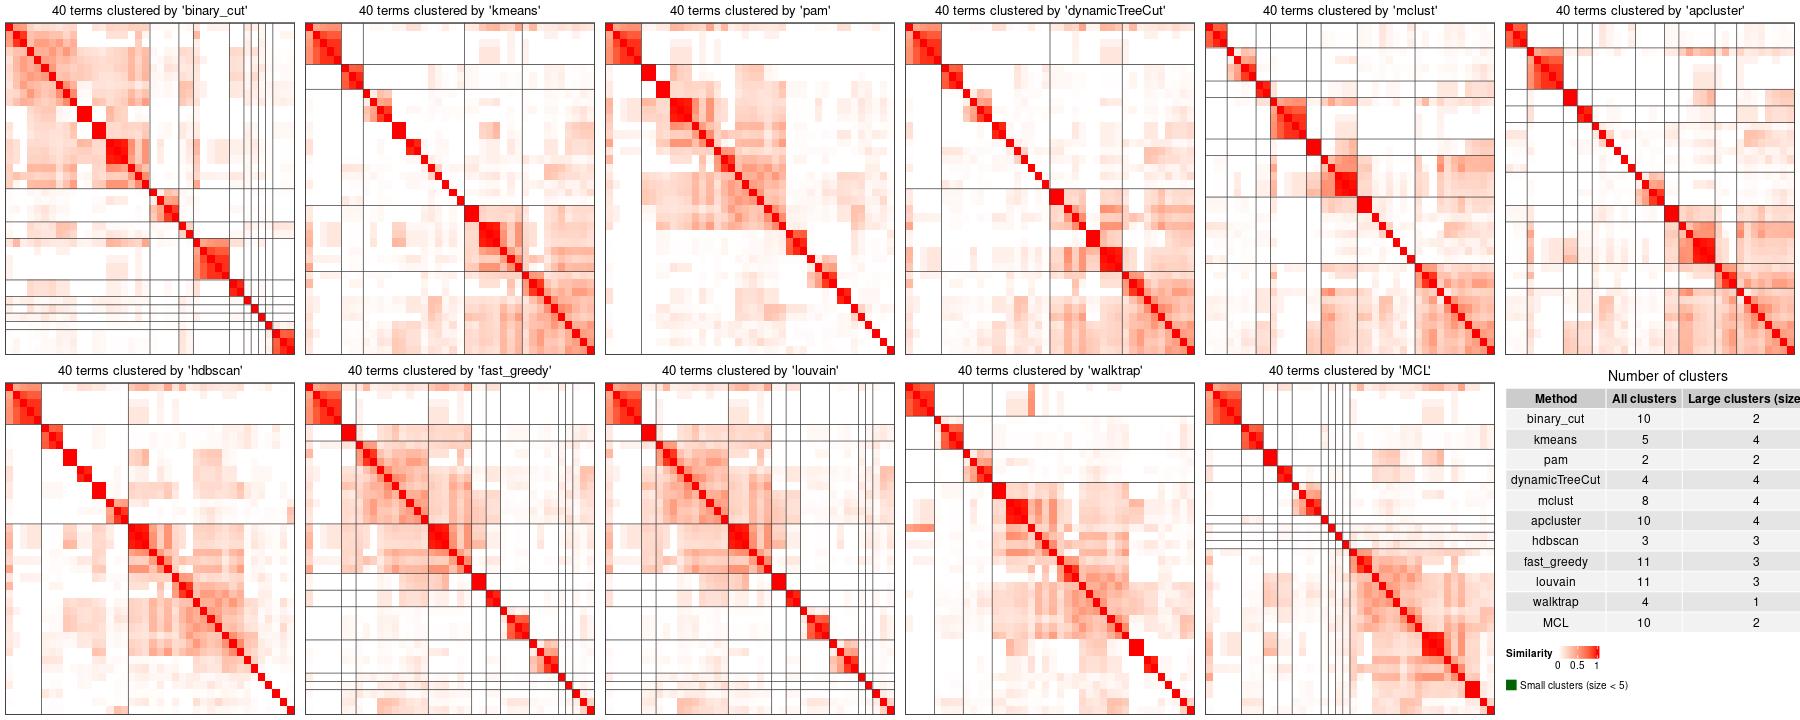 40 terms clustered by 'binary_cut'
40 terms clustered by 'kmeans'
40 terms clustered by 'pam'
40 terms clustered by 'dynamicTreeCut'
40 terms clustered by 'mclust'
40 terms clustered by 'apcluster'
40 terms clustered by 'hdbscan'
40 terms clustered by 'fast_greedy'
40 terms clustered by 'louvain'
40 terms clustered by 'walktrap'
40 terms clustered by 'MCL'
Number of clusters
Method All clusters Large clusters (size
binary_cut 10 2
kmeans 5 4
pam 2 2
dynamicTreeCut 4 4
mclust 8 4
apcluster 10 4
hdbscan 3 3
fast_greedy 11 3
louvain 11 3
walktrap 4 1
MCL 10 2
Similarity
0 0.5 1
Small clusters (size < 5)